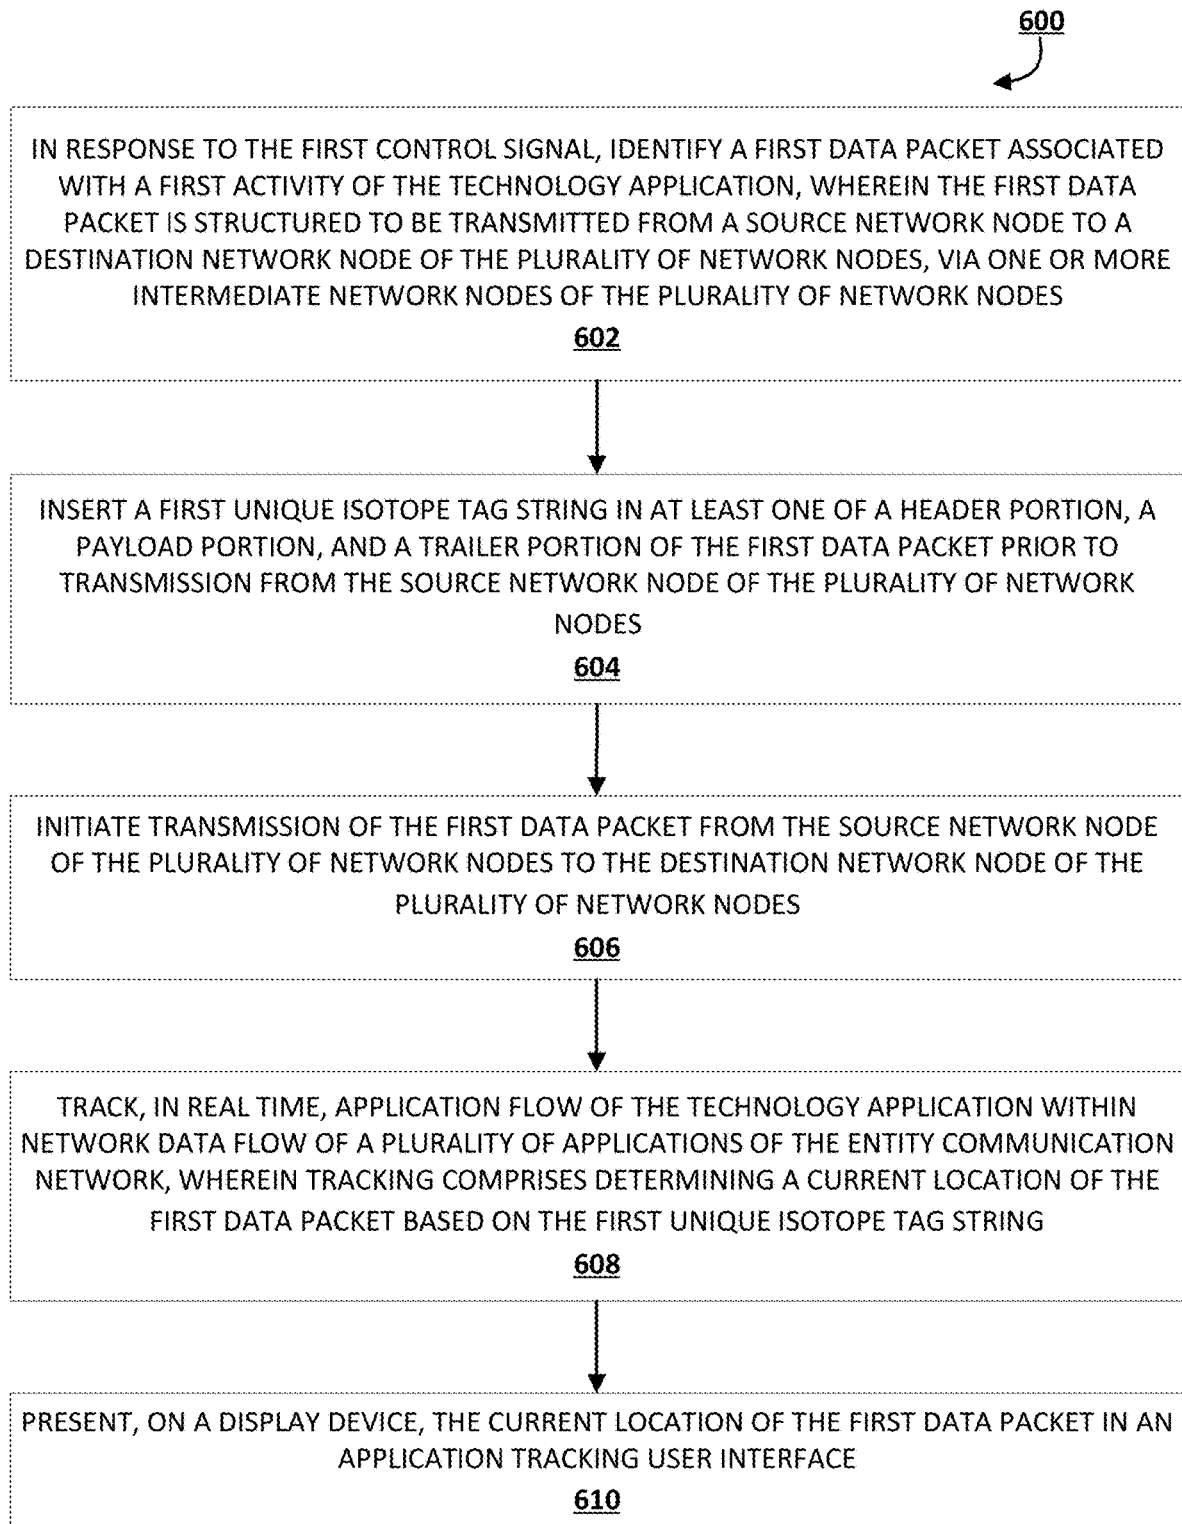 600
IN RESPONSE TO THE FIRST CONTROL SIGNAL, IDENTIFY A FIRST DATA PACKET ASSOCIATED
WITH A FIRST ACTIVITY OF THE TECHNOLOGY APPLICATION, WHEREIN THE FIRST DATA
PACKET IS STRUCTURED TO BE TRANSMITTED FROM A SOURCE NETWORK NODE TO A
DESTINATION NETWORK NODE OF THE PLURALITY OF NETWORK NODES, VIA ONE OR MORE
INTERMEDIATE NETWORK NODES OF THE PLURALITY OF NETWORK NODES
602
INSERT A FIRST UNIQUE ISOTOPE TAG STRING IN AT LEAST ONE OF A HEADER PORTION, A
PAYLOAD PORTION, AND A TRAILER PORTION OF THE FIRST DATA PACKET PRIOR TO
TRANSMISSION FROM THE SOURCE NETWORK NODE OF THE PLURALITY OF NETWORK
NODES
604
INITIATE TRANSMISSION OF THE FIRST DATA PACKET FROM THE SOURCE NETWORK NODE
OF THE PLURALITY OF NETWORK NODES TO THE DESTINATION NETWORK NODE OF THE
PLURALITY OF NETWORK NODES
606
TRACK, IN REAL TIME, APPLICATION FLOW OF THE TECHNOLOGY APPLICATION WITHIN
NETWORK DATA FLOW OF A PLURALITY OF APPLICATIONS OF THE ENTITY COMMUNICATION
NETWORK, WHEREIN TRACKING COMPRISES DETERMINING A CURRENT LOCATION OF THE
FIRST DATA PACKET BASED ON THE FIRST UNIQUE ISOTOPE TAG STRING
608
PRESENT, ON A DISPLAY DEVICE, THE CURRENT LOCATION OF THE FIRST DATA PACKET IN AN
APPLICATION TRACKING USER INTERFACE
610